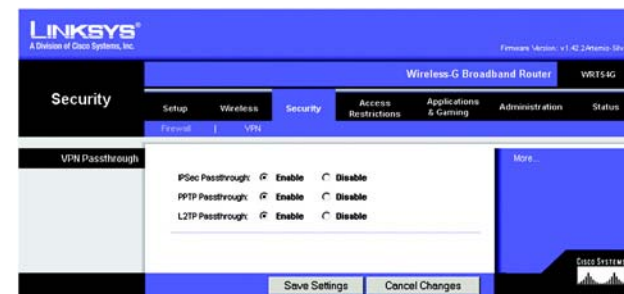 LINKSYS®
A Division of Cisco Systems, Inc.
Firmware Version: v1.42.2
Wireless-G Broadband Router WRT54G
Security
Setup Wireless Security Access Restrictions Applications & Gaming Administration Status
Firewall | VPN
VPN Passthrough
More...
IPSec Passthrough: Enable Disable
PPTP Passthrough: Enable Disable
L2TP Passthrough: Enable Disable
CISCO SYSTEMS
Save Settings Cancel Changes